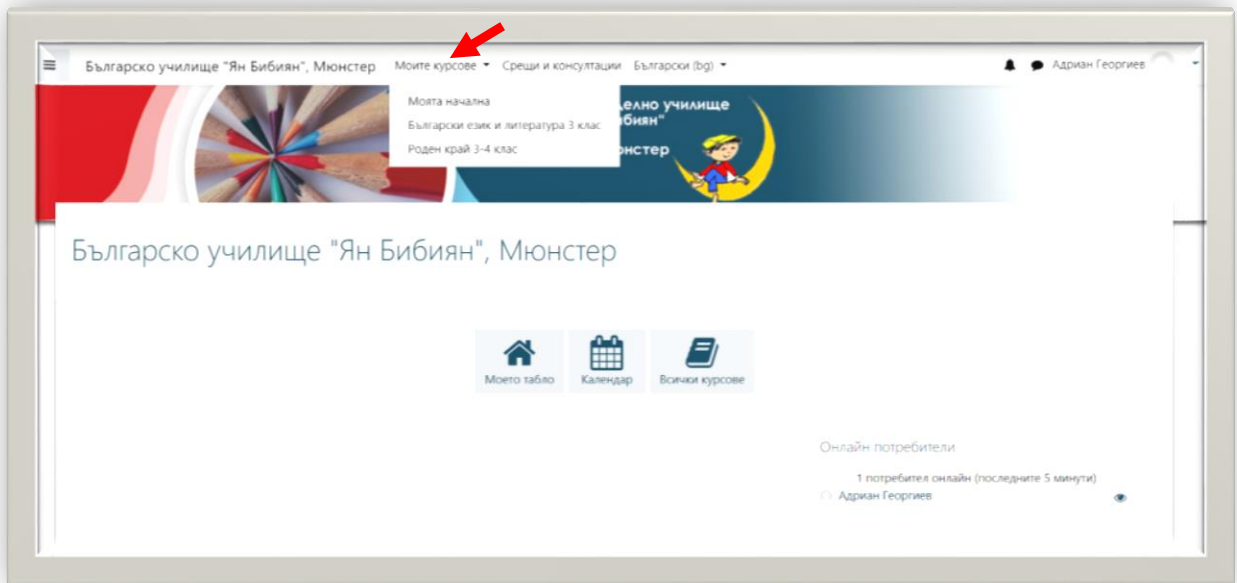 Българско училище "Ян Бибиян", Мюнстер Моите курсове Срещи и консултации Български (bg) Адриан Георгиев
Моята начална
Български език и литература 3 клас
Роден край 3-4 клас
делно училище
бибиян"
Българско училище "Ян Бибиян", Мюнстер
Моето табло Календар Всички курсове
Онлайн потребители
1 потребител онлайн (последните 5 минути)
Адриан Георгиев